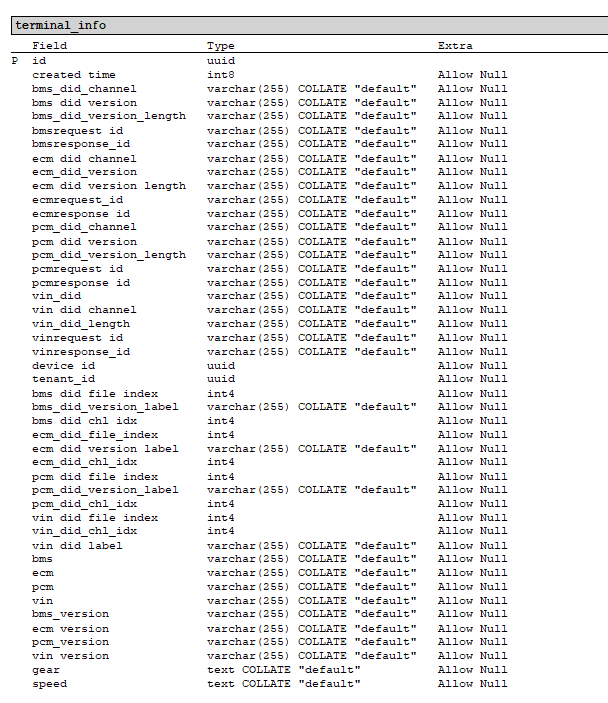 terminal_info
Field Type Extra
P id uuid
created_time int8 Allow Null
bms_did_channel varchar(255) COLLATE "default" Allow Null
bms_did_version varchar(255) COLLATE "default" Allow Null
bms_did_version_length varchar(255) COLLATE "default" Allow Null
bmsrequest_id varchar(255) COLLATE "default" Allow Null
bmsresponse_id varchar(255) COLLATE "default" Allow Null
ecm_did_channel varchar(255) COLLATE "default" Allow Null
ecm_did_version varchar(255) COLLATE "default" Allow Null
ecm_did_version_length varchar(255) COLLATE "default" Allow Null
ecmrequest_id varchar(255) COLLATE "default" Allow Null
ecmresponse_id varchar(255) COLLATE "default" Allow Null
pcm_did_channel varchar(255) COLLATE "default" Allow Null
pcm_did_version varchar(255) COLLATE "default" Allow Null
pcm_did_version_length varchar(255) COLLATE "default" Allow Null
pcmrequest_id varchar(255) COLLATE "default" Allow Null
pcmresponse_id varchar(255) COLLATE "default" Allow Null
vin_did varchar(255) COLLATE "default" Allow Null
vin_did_channel varchar(255) COLLATE "default" Allow Null
vin_did_length varchar(255) COLLATE "default" Allow Null
vinrequest_id varchar(255) COLLATE "default" Allow Null
vinresponse_id varchar(255) COLLATE "default" Allow Null
device_id uuid Allow Null
tenant_id uuid Allow Null
bms_did_file_index int4 Allow Null
bms_did_version_label varchar(255) COLLATE "default" Allow Null
bms_did_chl_idx int4 Allow Null
ecm_did_file_index int4 Allow Null
ecm_did_version_label varchar(255) COLLATE "default" Allow Null
ecm_did_chl_idx int4 Allow Null
pcm_did_file_index int4 Allow Null
pcm_did_version_label varchar(255) COLLATE "default" Allow Null
pcm_did_chl_idx int4 Allow Null
vin_did_file_index int4 Allow Null
vin_did_chl_idx int4 Allow Null
vin_did_label varchar(255) COLLATE "default" Allow Null
bms varchar(255) COLLATE "default" Allow Null
ecm varchar(255) COLLATE "default" Allow Null
pcm varchar(255) COLLATE "default" Allow Null
vin varchar(255) COLLATE "default" Allow Null
bms_version varchar(255) COLLATE "default" Allow Null
ecm_version varchar(255) COLLATE "default" Allow Null
pcm_version varchar(255) COLLATE "default" Allow Null
vin_version varchar(255) COLLATE "default" Allow Null
gear text COLLATE "default" Allow Null
speed text COLLATE "default" Allow Null